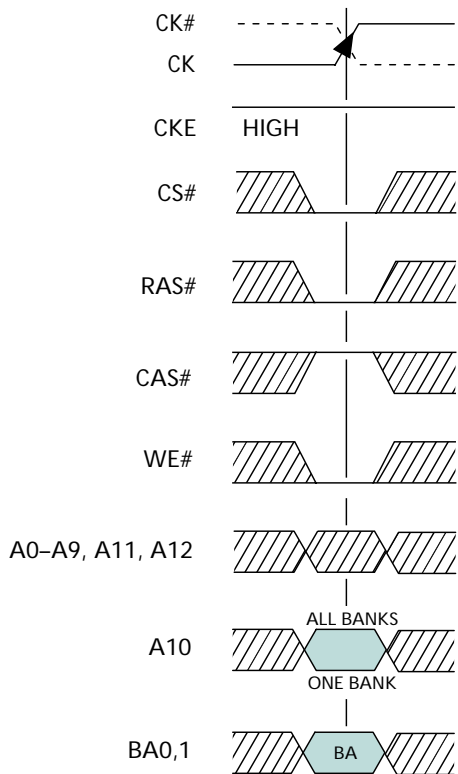 CK#
CK
CKE HIGH
CS#
RAS#
CAS#
WE#
A0–A9, A11, A12
ALL BANKS
A10
ONE BANK
BA0,1 BA